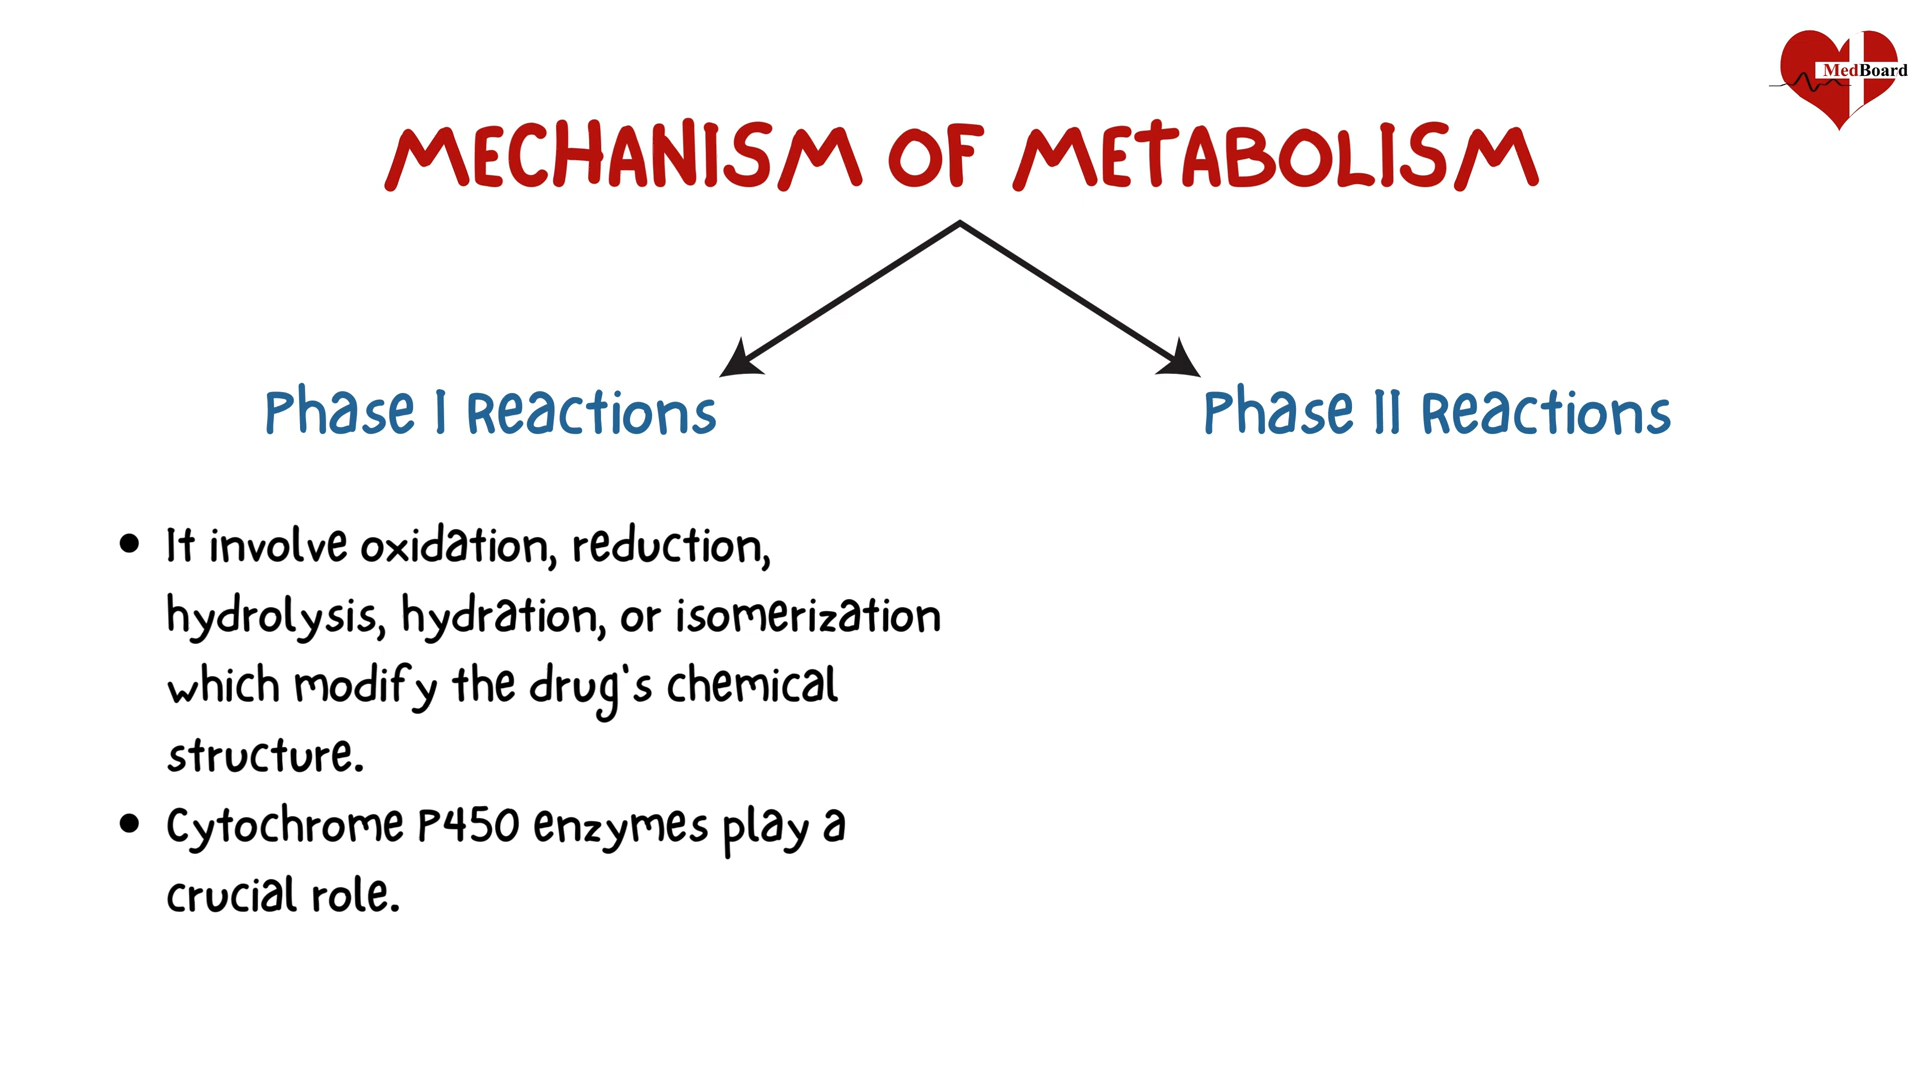 MedBoard
MECHANISM OF METABOLISM
Phase I Reactions
Phase II Reactions
• It involve oxidation, reduction,
hydrolysis, hydration, or isomerization
which modify the drug's chemical
structure.
• Cytochrome P450 enzymes play a
crucial role.